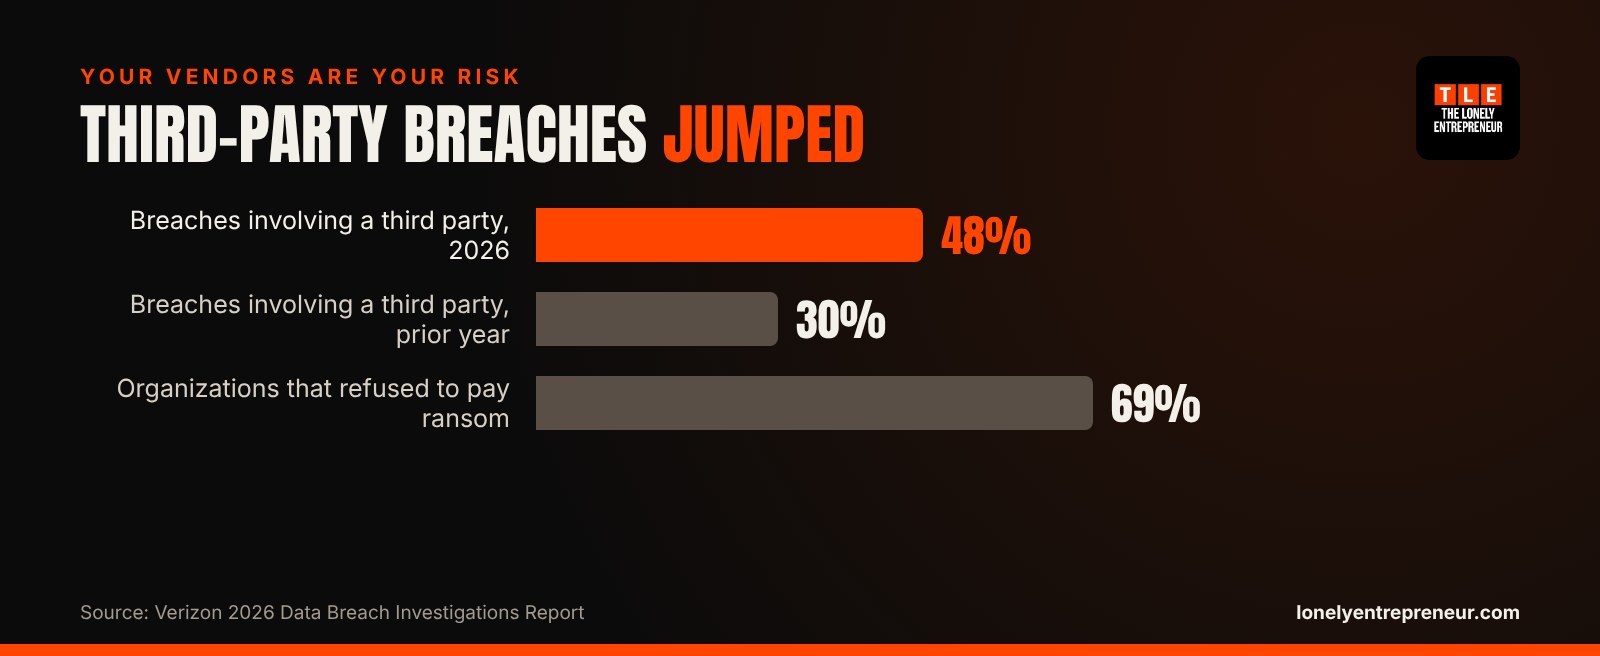 YOUR VENDORS ARE YOUR RISK
THIRD-PARTY BREACHES JUMPED
T L E
THE LONELY
ENTREPRENEUR
Breaches involving a third party,
2026
48%
Breaches involving a third party,
prior year
30%
Organizations that refused to pay
ransom
69%
Source: Verizon 2026 Data Breach Investigations Report
lonelyentrepreneur.com